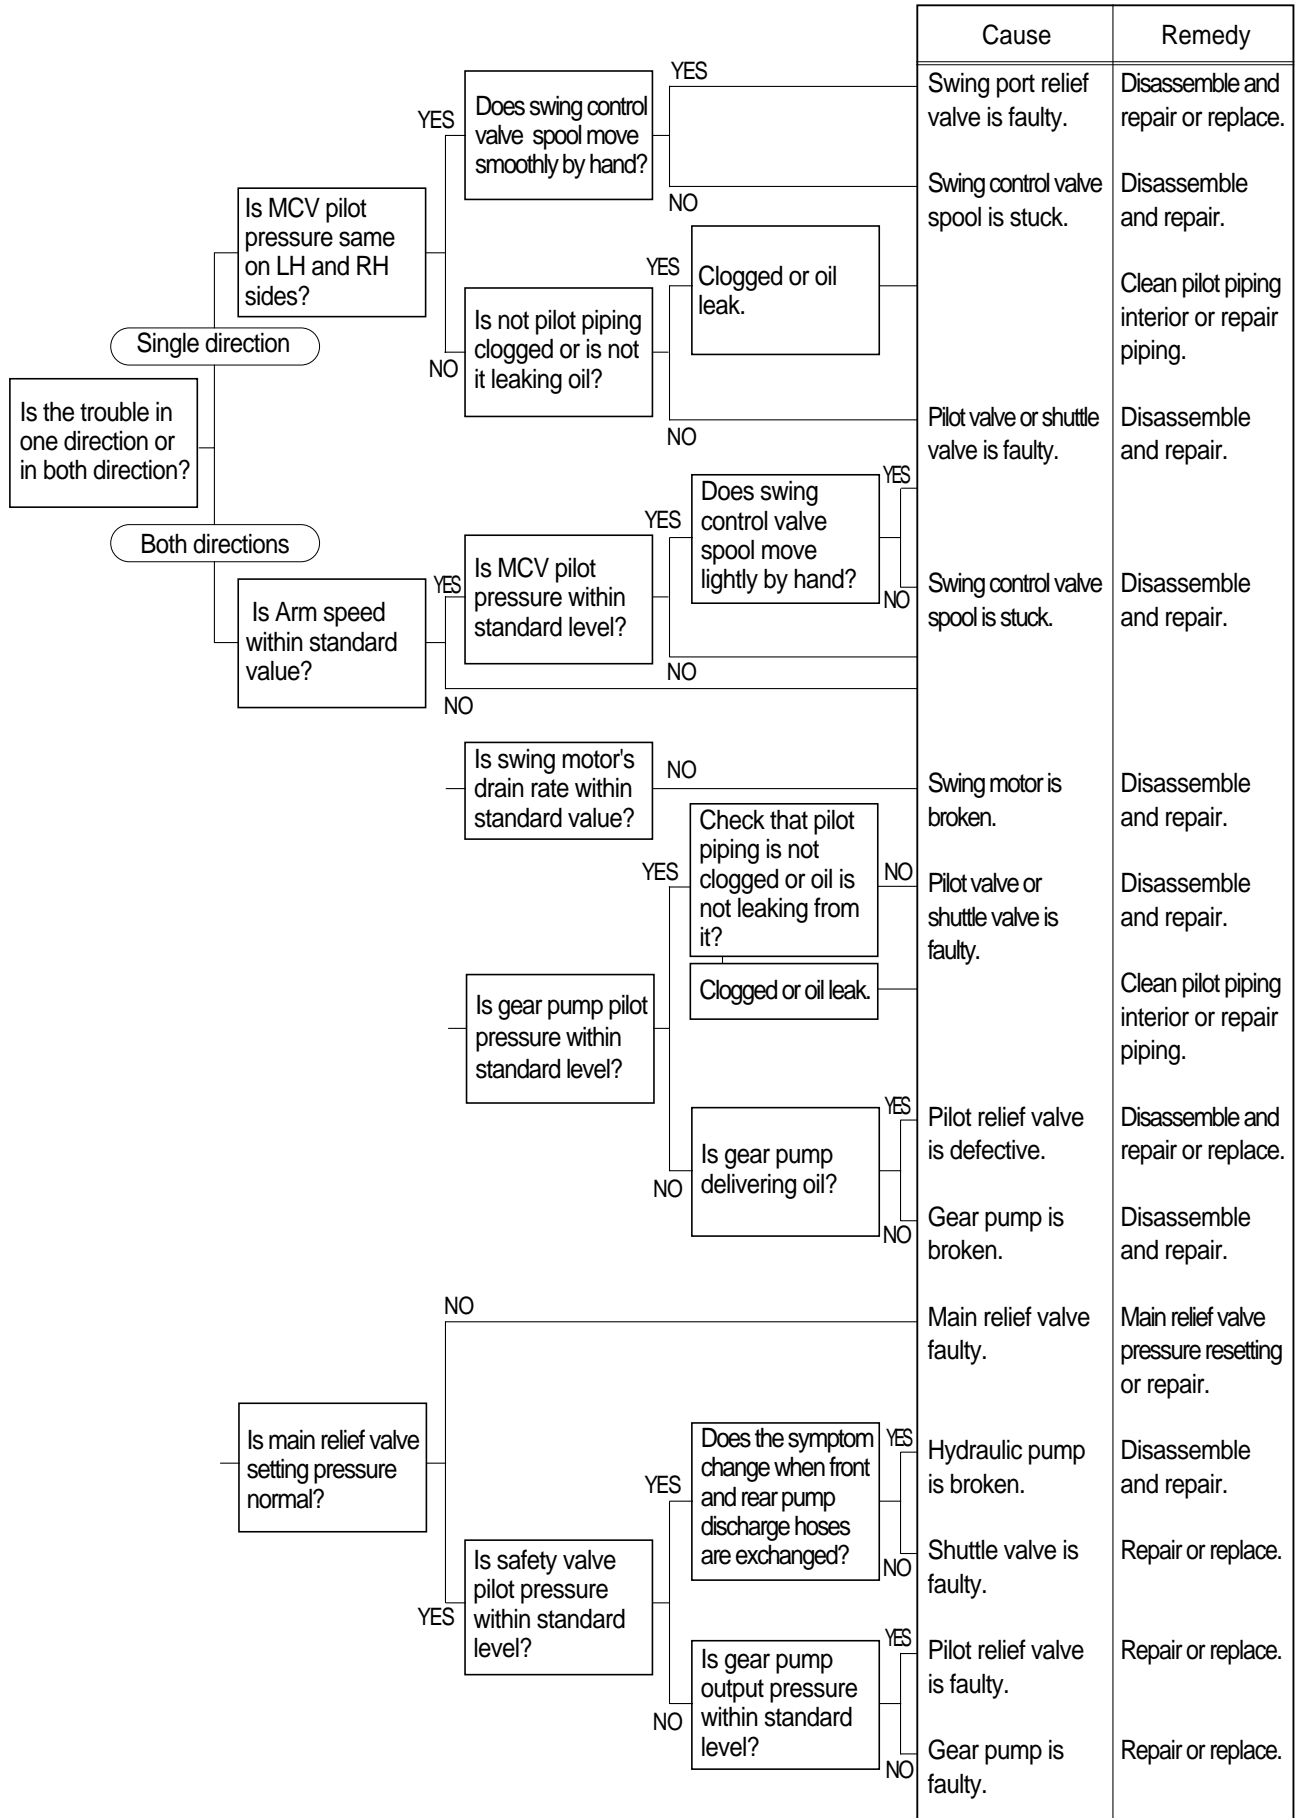 Cause
Remedy
YES
Does swing control
valve spool move
smoothly by hand?
YES
Swing port relief
valve is faulty.
Disassemble and
repair or replace.
NO
Swing control valve
spool is stuck.
Disassemble
and repair.
Is MCV pilot
pressure same
on LH and RH
sides?
YES
Clogged or oil
leak.
Clean pilot piping
interior or repair
piping.
Is not pilot piping
clogged or is not
it leaking oil?
NO
Single direction
Is the trouble in
one direction or
in both direction?
NO
Pilot valve or shuttle
valve is faulty.
Disassemble
and repair.
Both directions
YES
Does swing
control valve
spool move
lightly by hand?
YES
NO
Is MCV pilot
pressure within
standard level?
YES
Swing control valve
spool is stuck.
Disassemble
and repair.
Is Arm speed
within standard
value?
NO
NO
Is swing motor's
drain rate within
standard value?
NO
Swing motor is
broken.
Disassemble
and repair.
YES
Check that pilot
piping is not
clogged or oil is
not leaking from
it?
NO
Pilot valve or
shuttle valve is
faulty.
Disassemble
and repair.
Clogged or oil leak.
Clean pilot piping
interior or repair
piping.
Is gear pump pilot
pressure within
standard level?
NO
Is gear pump
delivering oil?
YES
Pilot relief valve
is defective.
Disassemble and
repair or replace.
NO
Gear pump is
broken.
Disassemble
and repair.
NO
Main relief valve
faulty.
Main relief valve
pressure resetting
or repair.
Is main relief valve
setting pressure
normal?
YES
Does the symptom
change when front
and rear pump
discharge hoses
are exchanged?
YES
Hydraulic pump
is broken.
Disassemble
and repair.
NO
Shuttle valve is
faulty.
Repair or replace.
YES
Is safety valve
pilot pressure
within standard
level?
NO
Is gear pump
output pressure
within standard
level?
YES
Pilot relief valve
is faulty.
Repair or replace.
NO
Gear pump is
faulty.
Repair or replace.